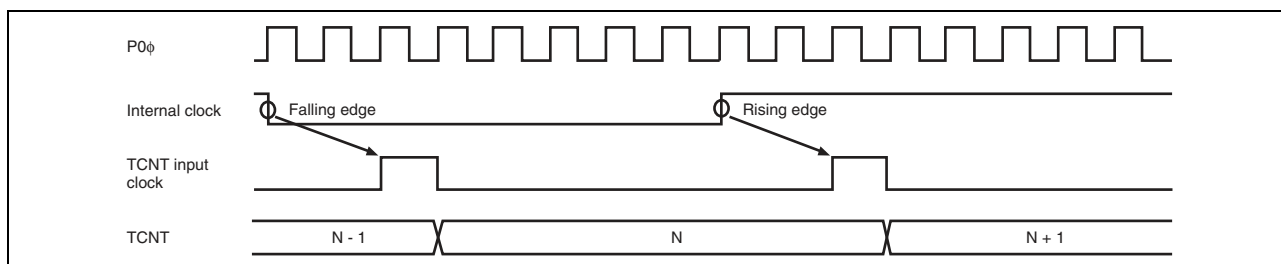 P0ϕ
Internal clock
Falling edge
Rising edge
TCNT input
clock
TCNT
N - 1
N
N + 1